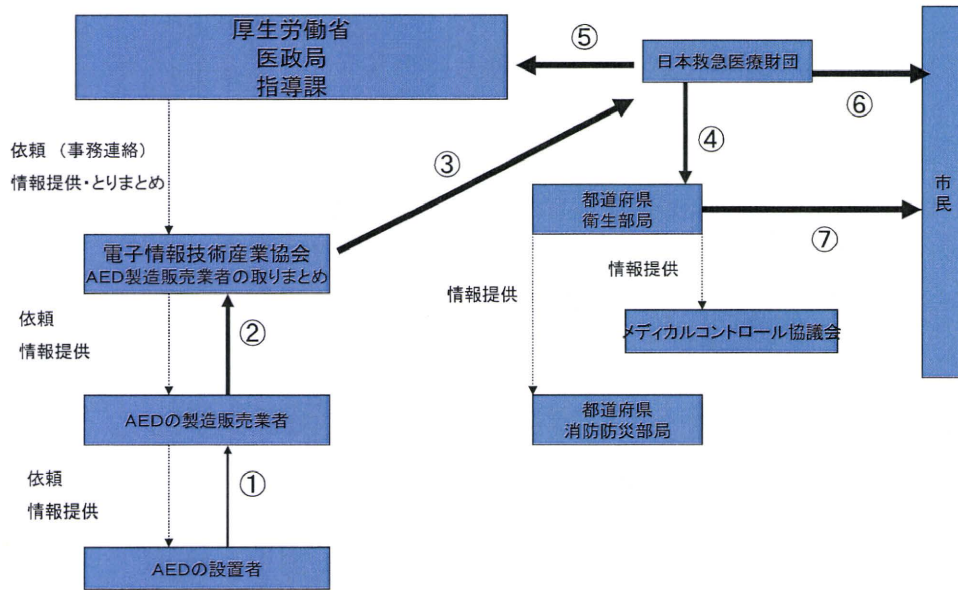 厚生労働省
医政局
指導課
⑤
日本救急医療財団
⑥
依頼 (事務連絡)
情報提供・とりまとめ
③
④
市民
都道府県
衛生部局
⑦
電子情報技術産業協会
AED製造販売業者の取りまとめ
情報提供
情報提供
依頼
情報提供
②
メディカルコントロール協議会
AEDの製造販売業者
都道府県
消防防災部局
依頼
情報提供
①
AEDの設置者